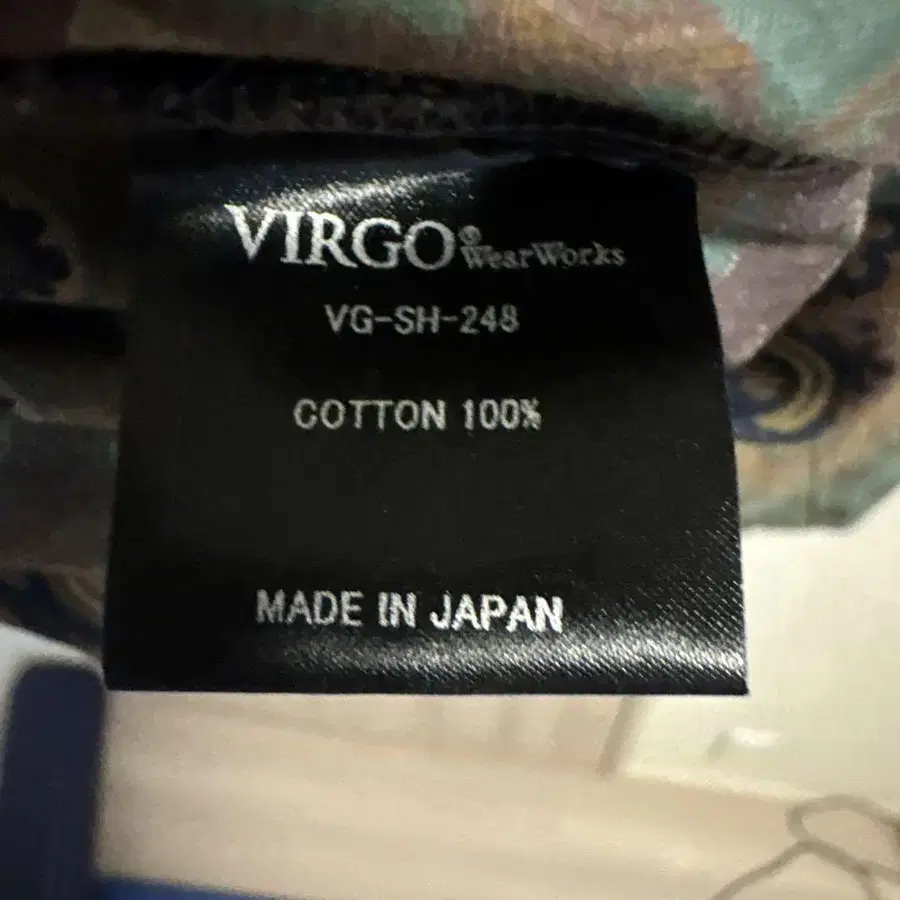 VIRGO® WearWorks
VG-SH-248
COTTON 100%
MADE IN JAPAN